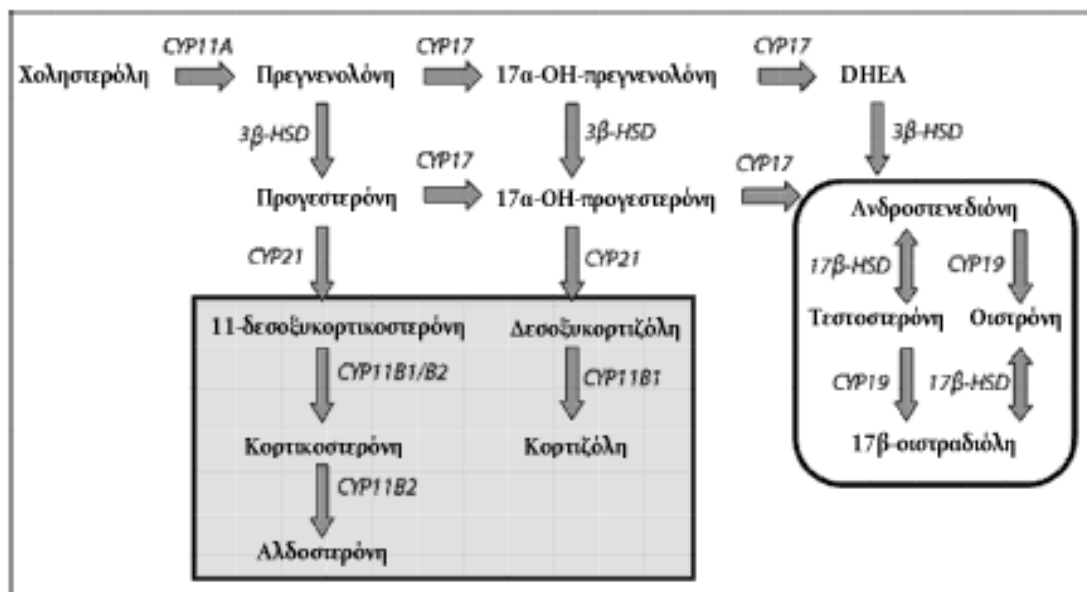 CYP11A CYP17 CYP17
Χοληστερόλη Πρεγνενολόνη 17α-OH-πρεγνενολόνη DHEA
3β-HSD 3β-HSD 3β-HSD
CYP17 CYP17
Προγεστερόνη 17α-OH-προγεστερόνη
Ανδροστενεδιόνη
CYP21 CYP21 17β-HSD CYP19
11-δεσοξυκορτικοστερόνη Δεσοξυκορτιζόλη Τεστοστερόνη Οιστρόνη
CYP11B1/B2 CYP11B1 CYP19 17β-HSD
Κορτικοστερόνη Κορτιζόλη 17β-οιστραδιόλη
CYP11B2
Αλδοστερόνη